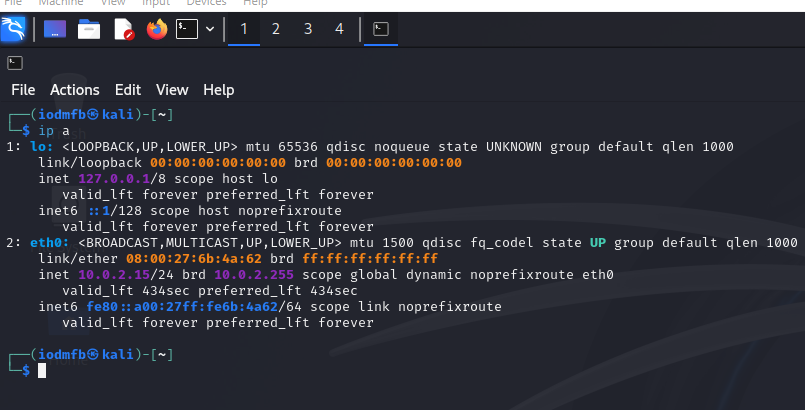 File Machine View Input Devices Help
1 2 3 4
File Actions Edit View Help
┌──(iodmfb㉿kali)-[~]
└─$ ip a
1: lo: <LOOPBACK,UP,LOWER_UP> mtu 65536 qdisc noqueue state UNKNOWN group default qlen 1000
    link/loopback 00:00:00:00:00:00 brd 00:00:00:00:00:00
    inet 127.0.0.1/8 scope host lo
       valid_lft forever preferred_lft forever
    inet6 ::1/128 scope host noprefixroute
       valid_lft forever preferred_lft forever
2: eth0: <BROADCAST,MULTICAST,UP,LOWER_UP> mtu 1500 qdisc fq_codel state UP group default qlen 1000
    link/ether 08:00:27:6b:4a:62 brd ff:ff:ff:ff:ff:ff
    inet 10.0.2.15/24 brd 10.0.2.255 scope global dynamic noprefixroute eth0
       valid_lft 434sec preferred_lft 434sec
    inet6 fe80::a00:27ff:fe6b:4a62/64 scope link noprefixroute
       valid_lft forever preferred_lft forever
┌──(iodmfb㉿kali)-[~]
└─$